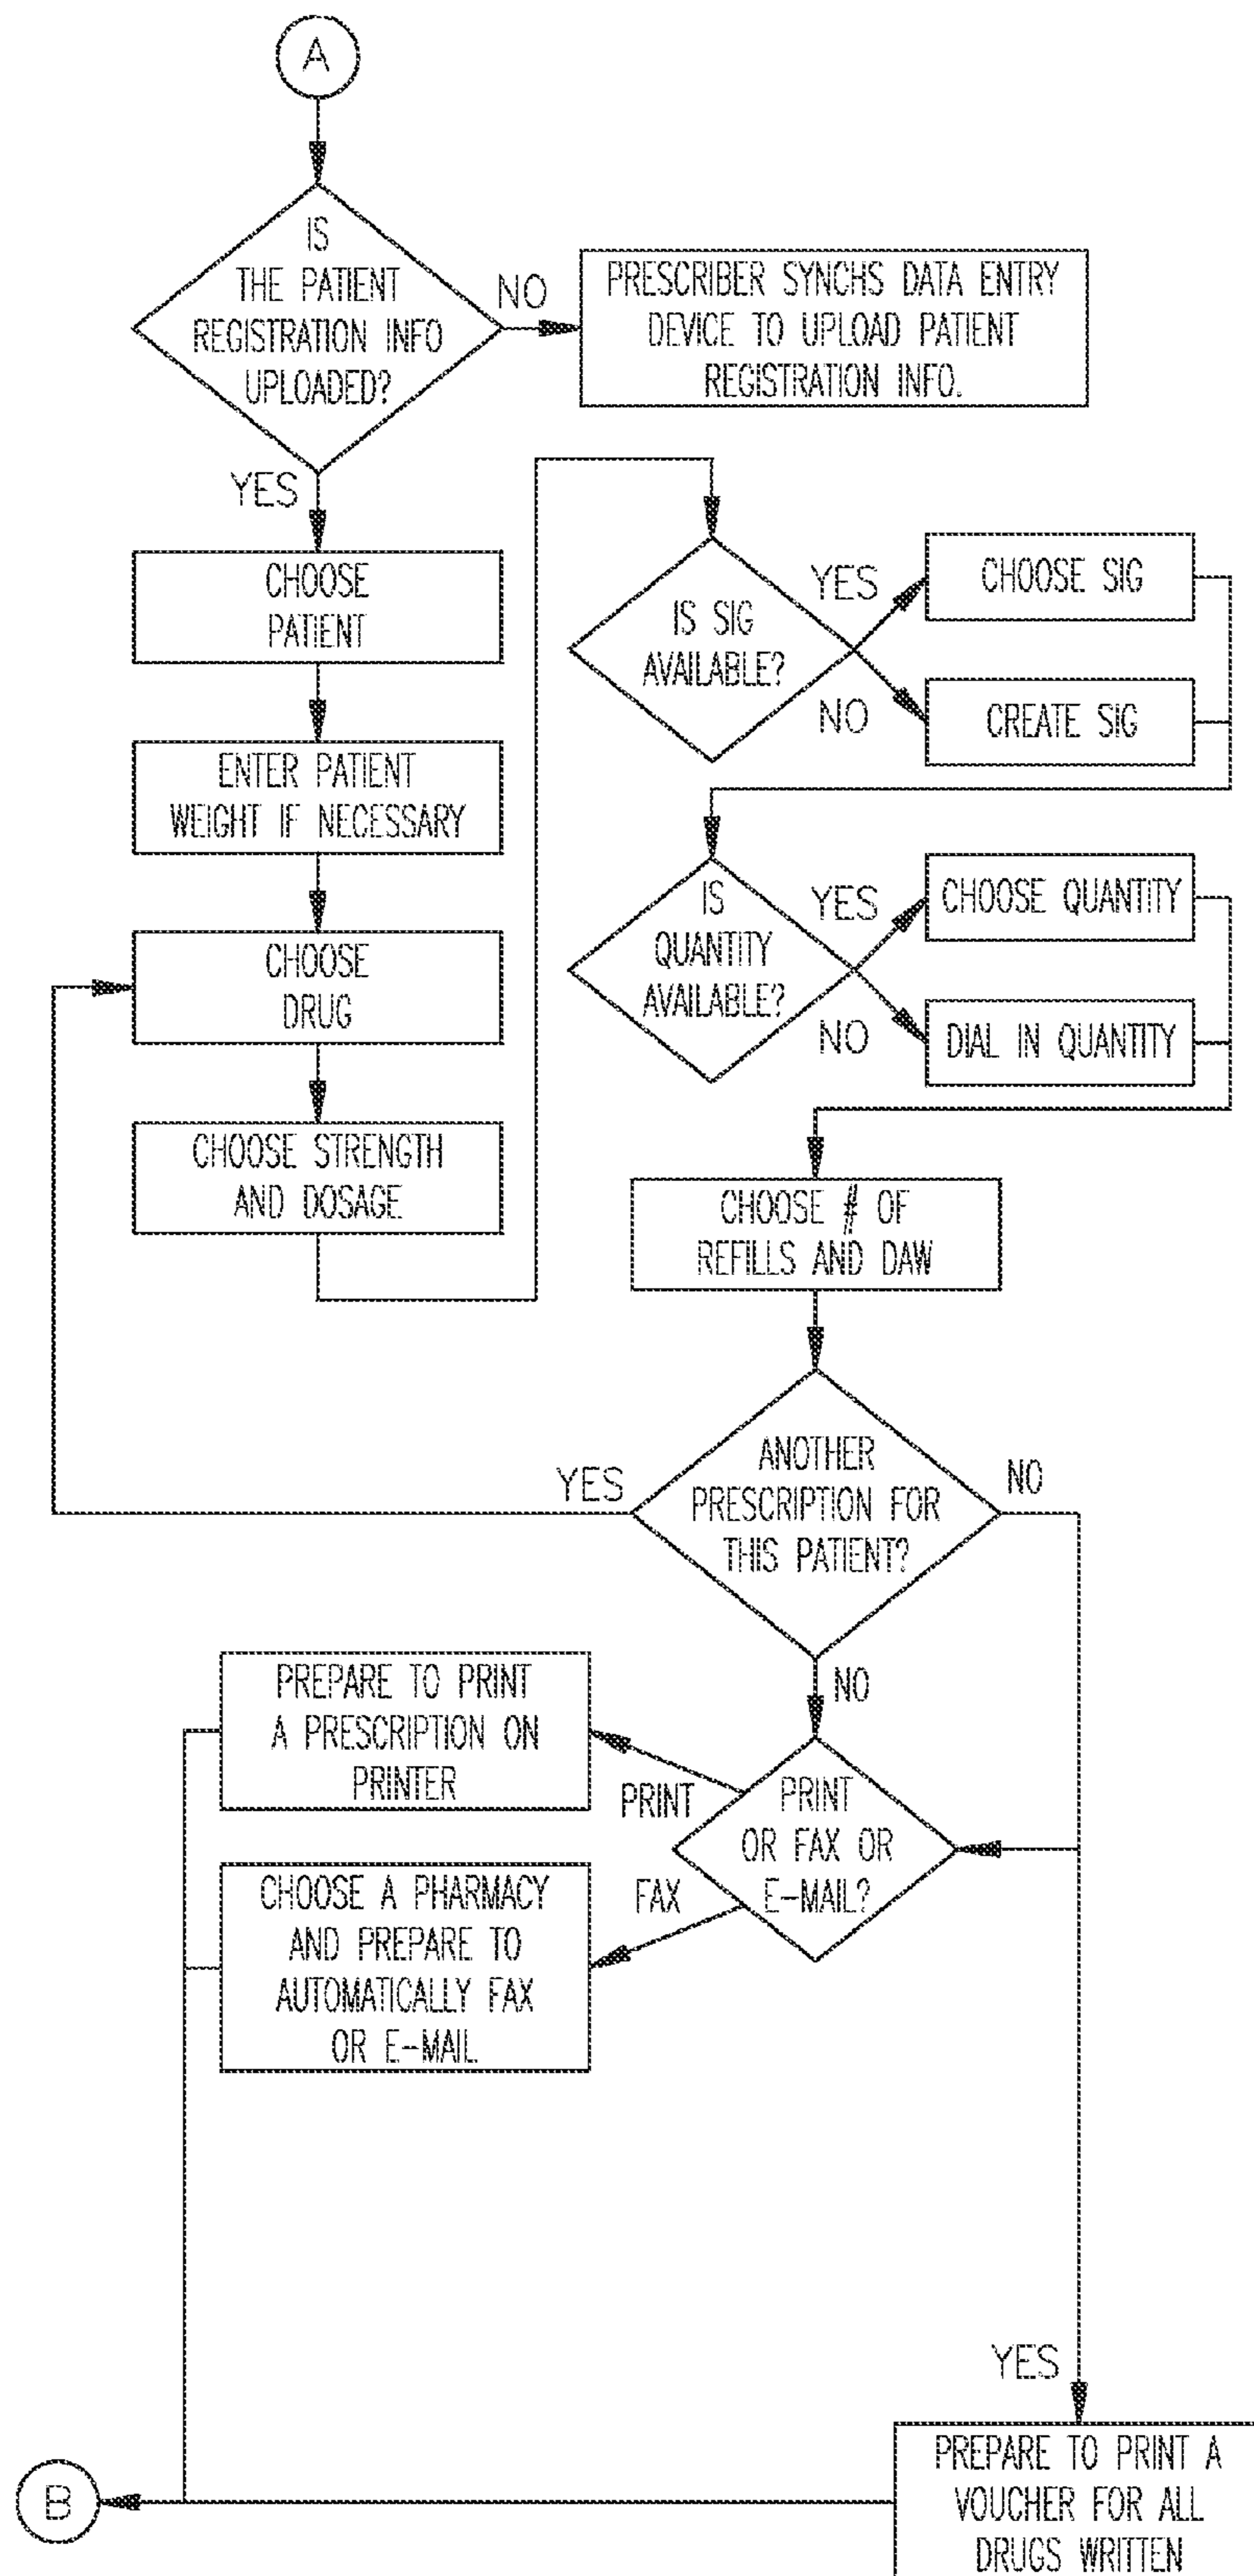 A
IS
THE PATIENT
REGISTRATION INFO
UPLOADED?
NO
PRESCRIBER SYNCHS DATA ENTRY
DEVICE TO UPLOAD PATIENT
REGISTRATION INFO.
YES
CHOOSE
PATIENT
ENTER PATIENT
WEIGHT IF NECESSARY
CHOOSE
DRUG
CHOOSE STRENGTH
AND DOSAGE
IS SIG
AVAILABLE?
YES
CHOOSE SIG
NO
CREATE SIG
IS
QUANTITY
AVAILABLE?
YES
CHOOSE QUANTITY
NO
DIAL IN QUANTITY
CHOOSE # OF
REFILLS AND DAW
ANOTHER
PRESCRIPTION FOR
THIS PATIENT?
YES
NO
NO
PRINT
OR FAX OR
E-MAIL?
PRINT
PREPARE TO PRINT
A PRESCRIPTION ON
PRINTER
FAX
CHOOSE A PHARMACY
AND PREPARE TO
AUTOMATICALLY FAX
OR E-MAIL
YES
PREPARE TO PRINT A
VOUCHER FOR ALL
DRUGS WRITTEN
B